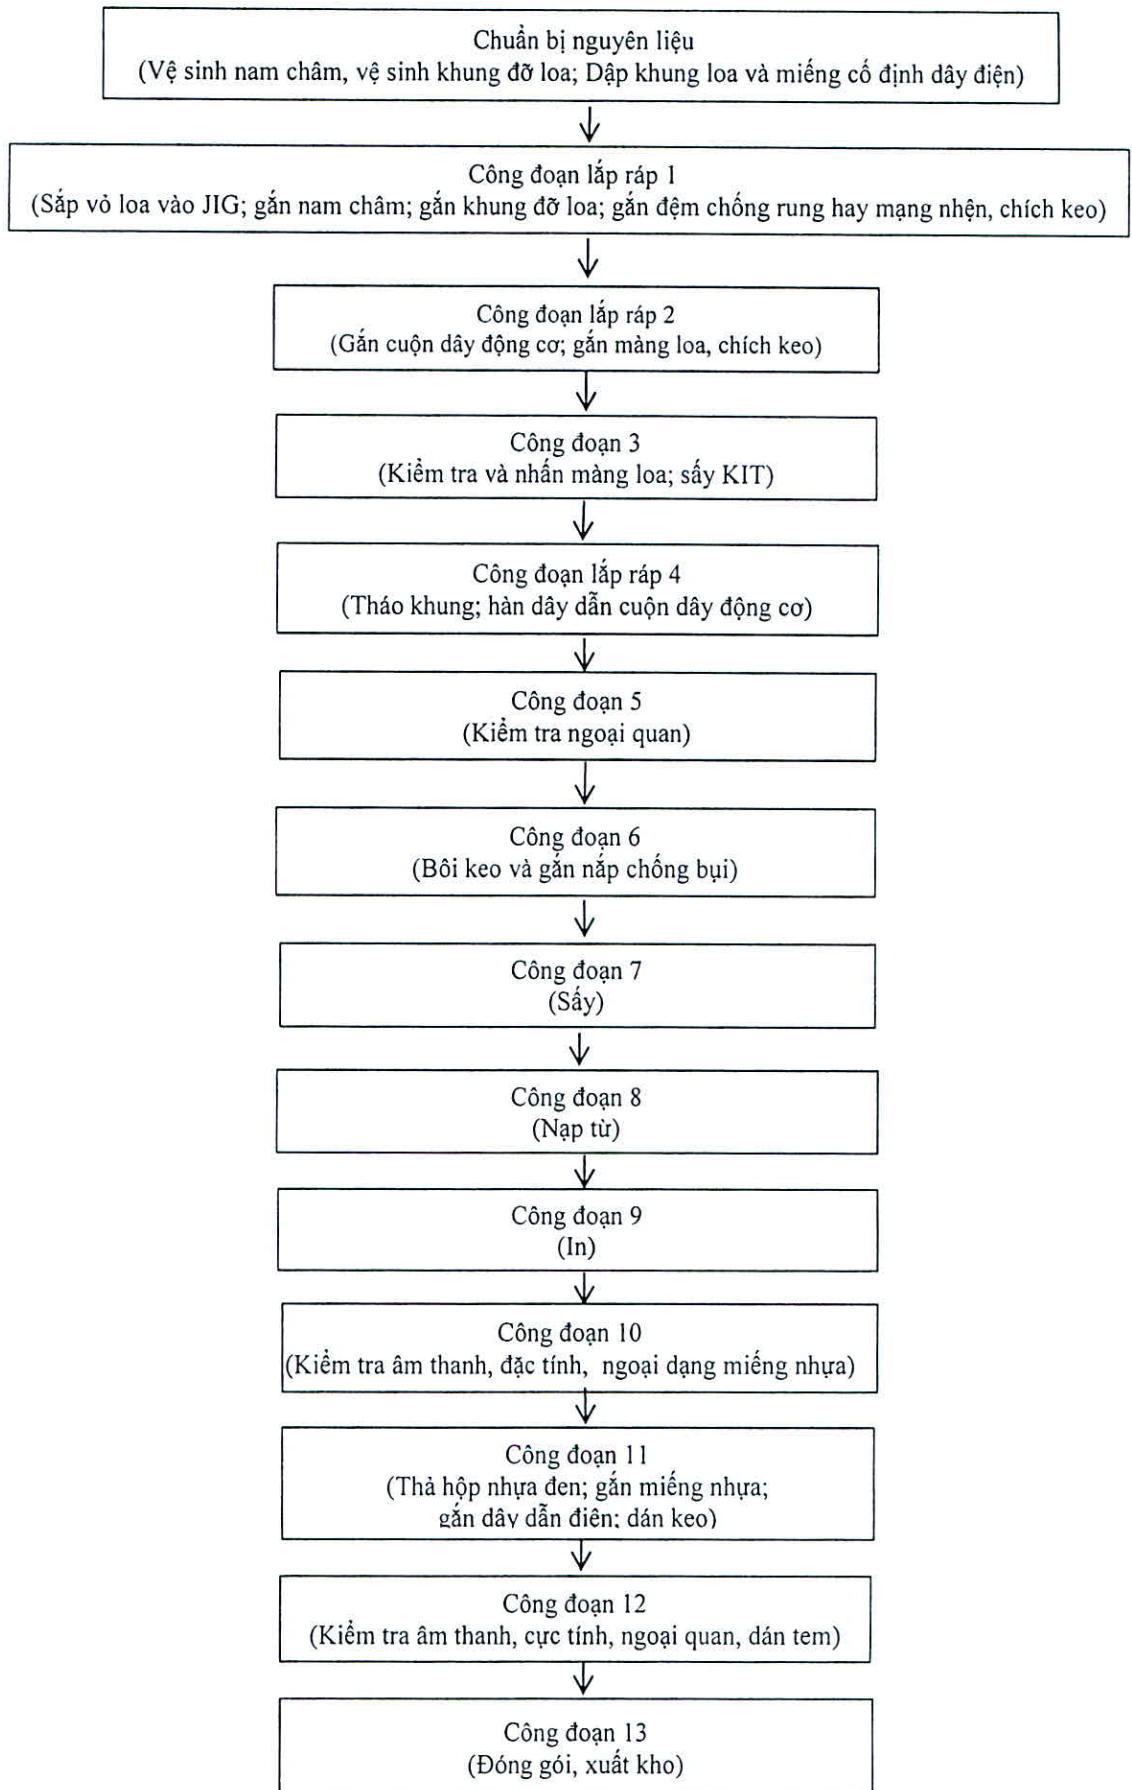 Chuẩn bị nguyên liệu
(Vệ sinh nam châm, vệ sinh khung đỡ loa; Dập khung loa và miếng cố định dây điện)
Công đoạn lắp ráp 1
(Sắp vỏ loa vào JIG; gắn nam châm; gắn khung đỡ loa; gắn đệm chống rung hay mạng nhện, chích keo)
Công đoạn lắp ráp 2
(Gắn cuộn dây động cơ; gắn màng loa, chích keo)
Công đoạn 3
(Kiểm tra và nhấn màng loa; sấy KIT)
Công đoạn lắp ráp 4
(Tháo khung; hàn dây dẫn cuộn dây động cơ)
Công đoạn 5
(Kiểm tra ngoại quan)
Công đoạn 6
(Bôi keo và gắn nắp chống bụi)
Công đoạn 7
(Sấy)
Công đoạn 8
(Nạp từ)
Công đoạn 9
(In)
Công đoạn 10
(Kiểm tra âm thanh, đặc tính, ngoại dạng miếng nhựa)
Công đoạn 11
(Thả hộp nhựa đen; gắn miếng nhựa;
gắn dây dẫn điện; dán keo)
Công đoạn 12
(Kiểm tra âm thanh, cực tính, ngoại quan, dán tem)
Công đoạn 13
(Đóng gói, xuất kho)